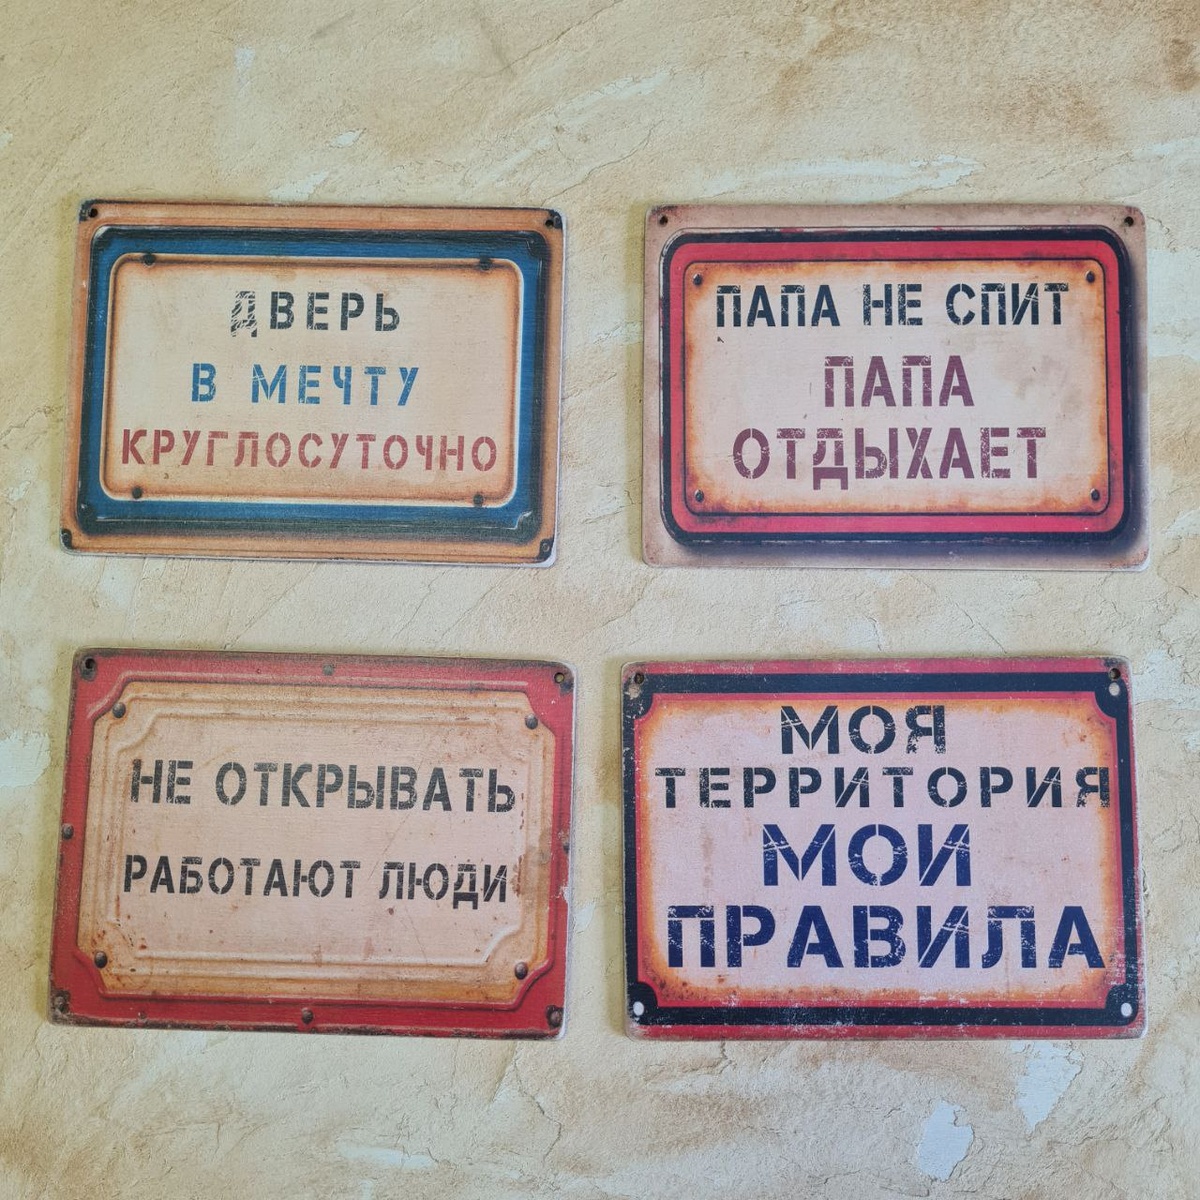 ДВЕРЬ
В МЕЧТУ
КРУГЛОСУТОЧНО
ПАПА НЕ СПИТ
ПАПА
ОТДЫХАЕТ
НЕ ОТКРЫВАТЬ
РАБОТАЮТ ЛЮДИ
МОЯ
ТЕРРИТОРИЯ
МОИ
ПРАВИЛА